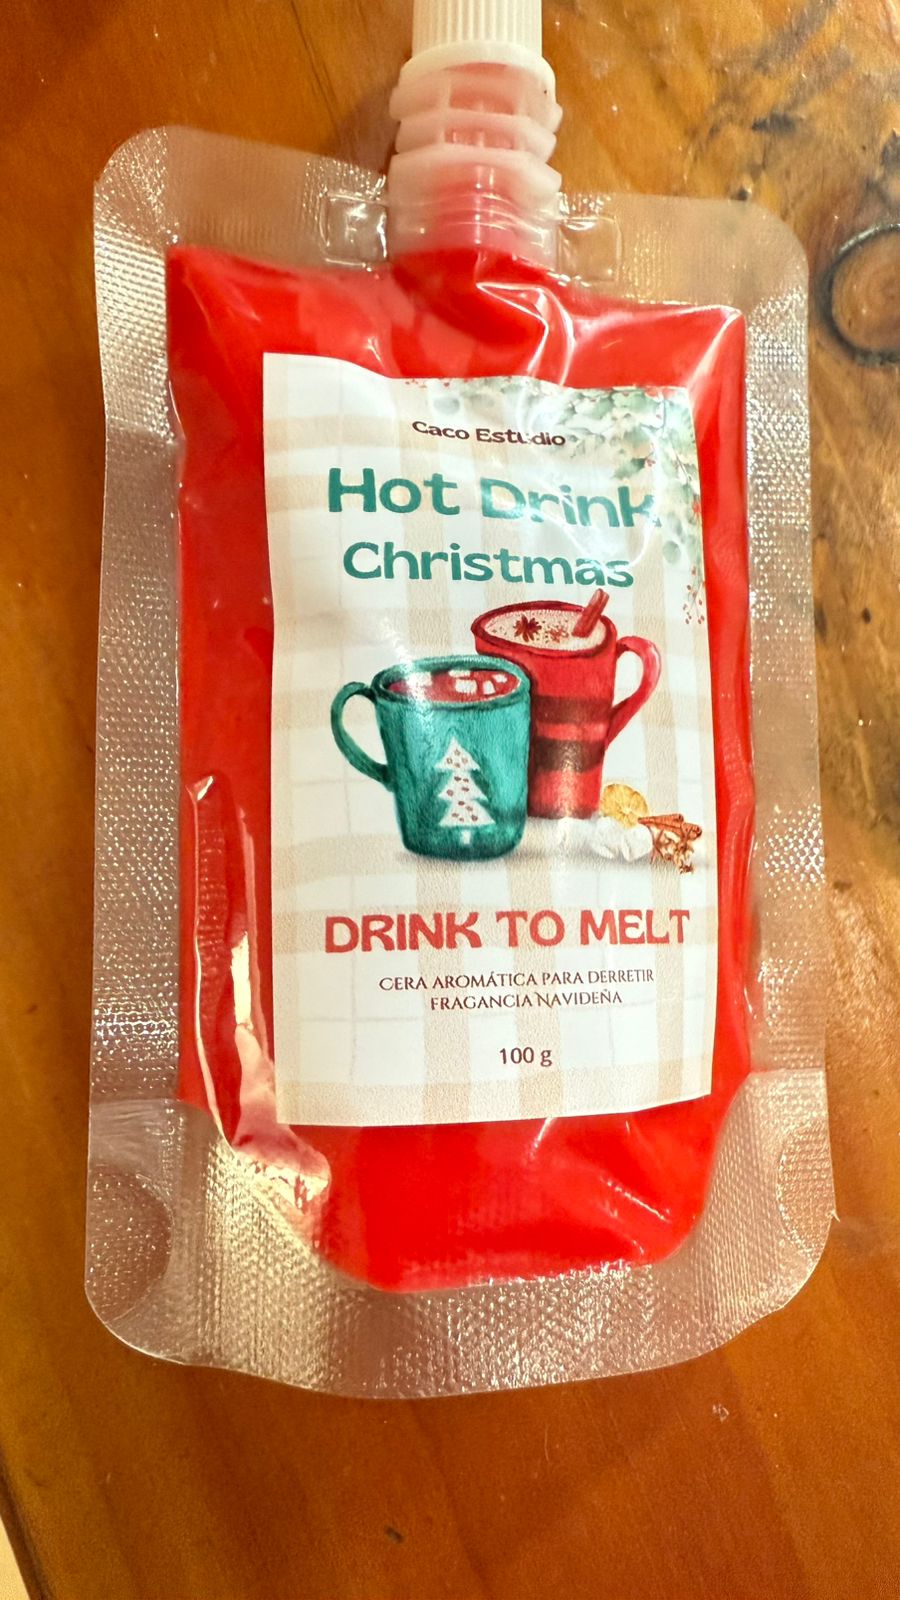 Caco Estudio
Hot Drink
Christmas
DRINK TO MELT
CERA AROMÁTICA PARA DERRETIR
FRAGANCIA NAVIDEÑA
100 g